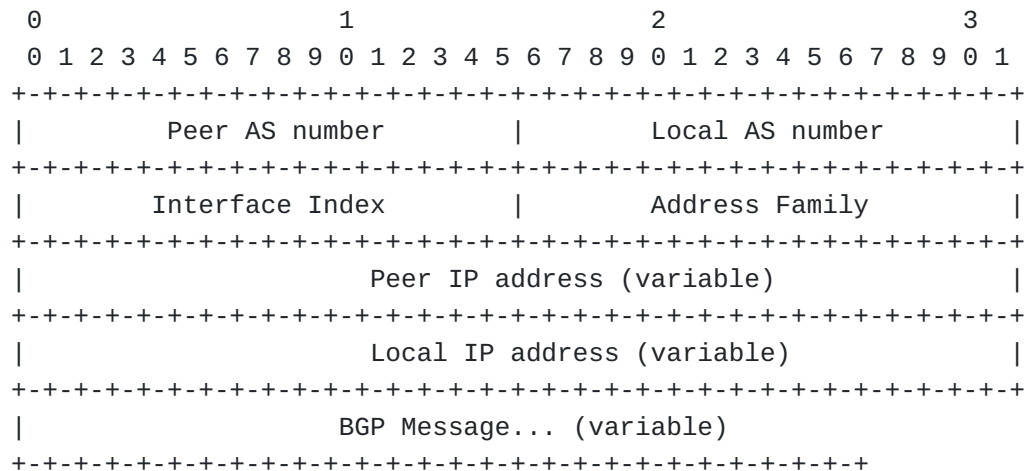 0                   1                   2                   3
 0 1 2 3 4 5 6 7 8 9 0 1 2 3 4 5 6 7 8 9 0 1 2 3 4 5 6 7 8 9 0 1
+-+-+-+-+-+-+-+-+-+-+-+-+-+-+-+-+-+-+-+-+-+-+-+-+-+-+-+-+-+-+-+-+
|         Peer AS number        |        Local AS number        |
+-+-+-+-+-+-+-+-+-+-+-+-+-+-+-+-+-+-+-+-+-+-+-+-+-+-+-+-+-+-+-+-+
|        Interface Index        |        Address Family         |
+-+-+-+-+-+-+-+-+-+-+-+-+-+-+-+-+-+-+-+-+-+-+-+-+-+-+-+-+-+-+-+-+
|                      Peer IP address (variable)               |
+-+-+-+-+-+-+-+-+-+-+-+-+-+-+-+-+-+-+-+-+-+-+-+-+-+-+-+-+-+-+-+-+
|                      Local IP address (variable)              |
+-+-+-+-+-+-+-+-+-+-+-+-+-+-+-+-+-+-+-+-+-+-+-+-+-+-+-+-+-+-+-+-+
|                    BGP Message... (variable)
+-+-+-+-+-+-+-+-+-+-+-+-+-+-+-+-+-+-+-+-+-+-+-+-+-+-+-+